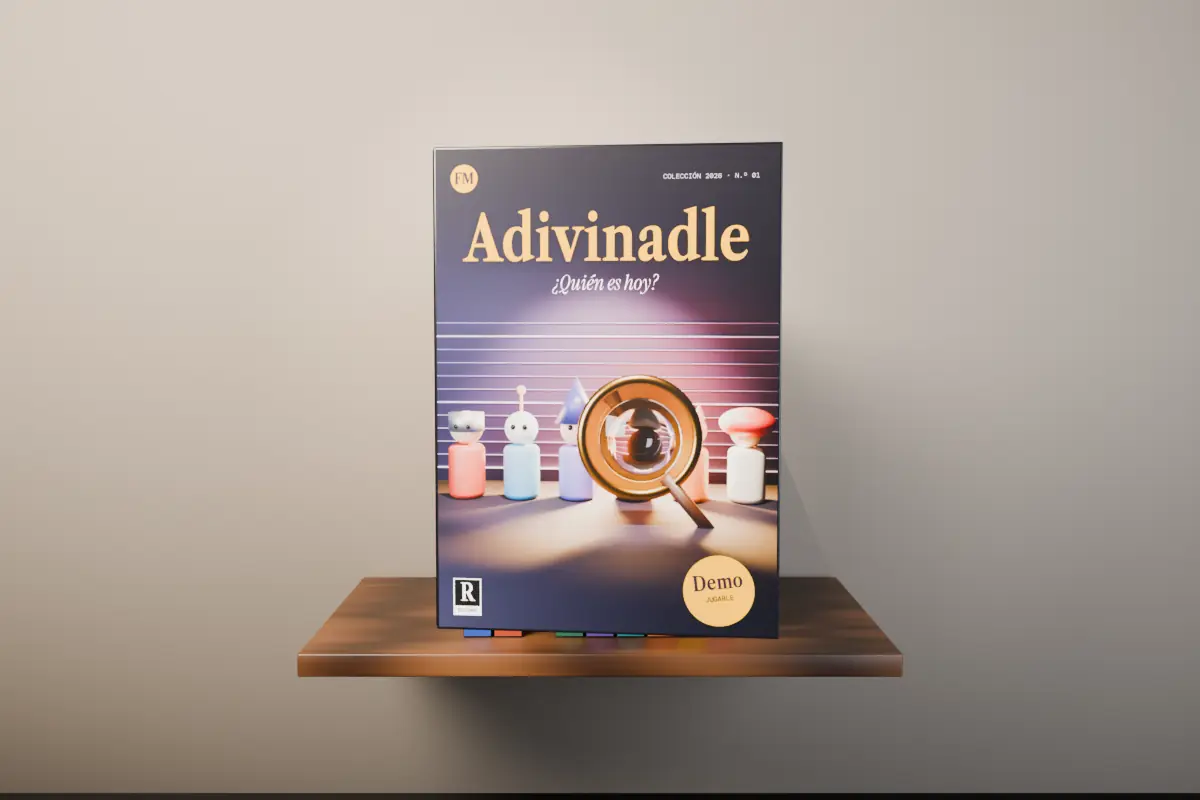 FM
COLECCIÓN 2026 · N.º 01
Adivinadle
¿Quién es hoy?
R
Demo
JUGABLE